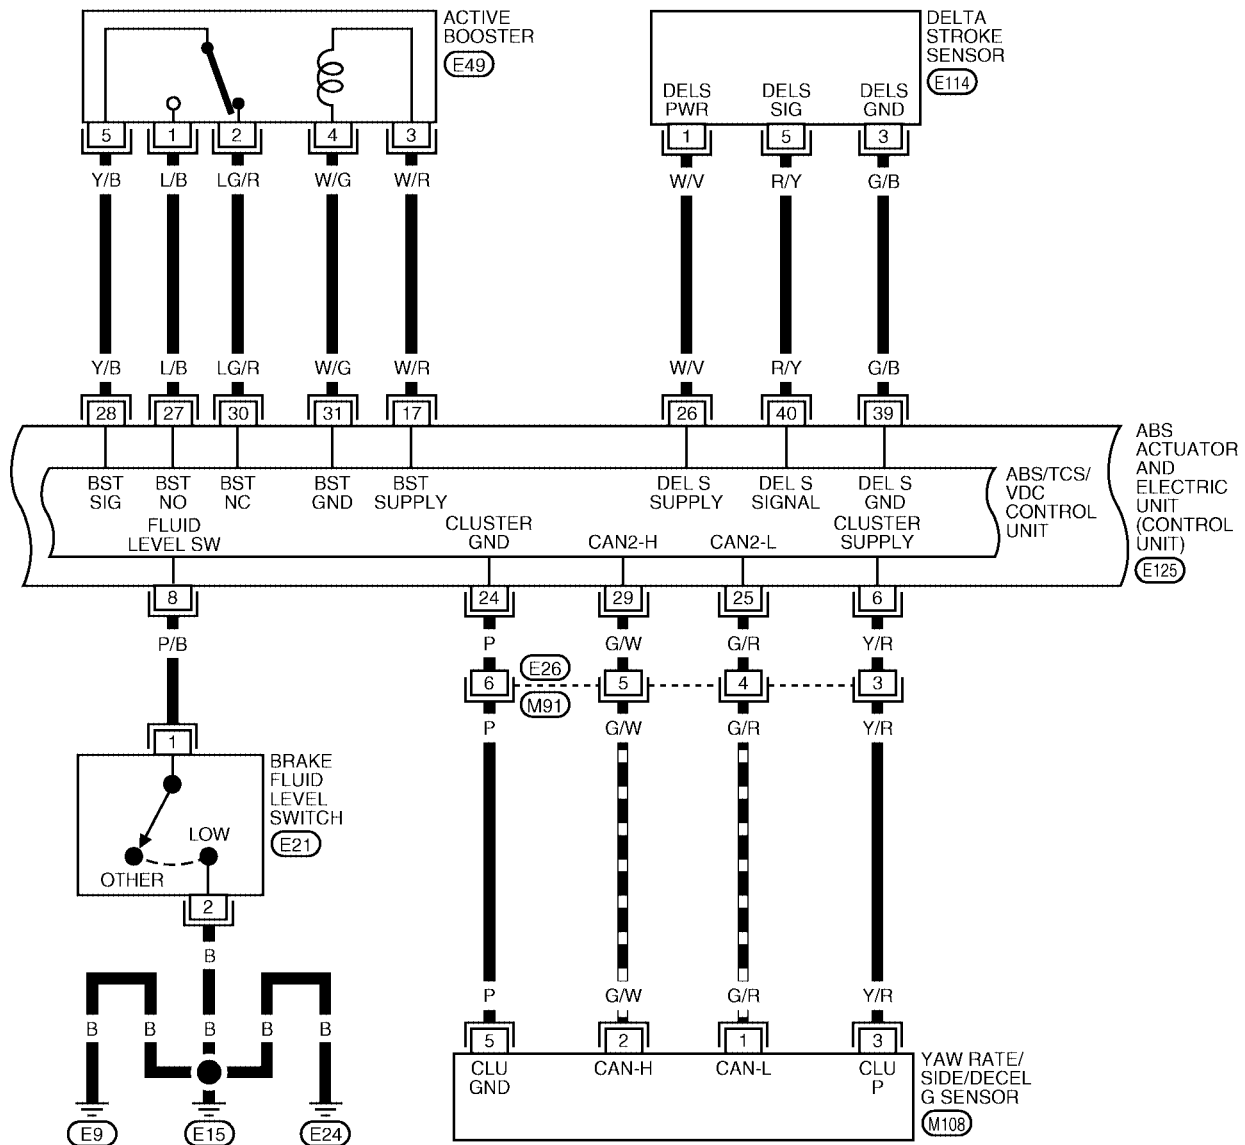 ACTIVE
BOOSTER
E49
DELTA
STROKE
SENSOR
E114
DELS
PWR
DELS
SIG
DELS
GND
5 1 2 4 3
1 5 3
Y/B L/B LG/R W/G W/R
W/V R/Y G/B
Y/B L/B LG/R W/G W/R
W/V R/Y G/B
28 27 30 31 17
26 40 39
ABS
ACTUATOR
AND
ELECTRIC
UNIT
(CONTROL
UNIT)
E125
BST
SIG
BST
NO
BST
NC
BST
GND
BST
SUPPLY
DEL S
SUPPLY
DEL S
SIGNAL
DEL S
GND
ABS/TCS/
VDC
CONTROL
UNIT
FLUID
LEVEL SW
CLUSTER
GND
CAN2-H
CAN2-L
CLUSTER
SUPPLY
8 24 29 25 6
P/B P G/W G/R Y/R
E26
6 5 4 3
M91
P G/W G/R Y/R
1
BRAKE
FLUID
LEVEL
SWITCH
E21
LOW
OTHER
2
B
P G/W G/R Y/R
B B B B B
5 2 1 3
CLU
GND
CAN-H
CAN-L
CLU
P
YAW RATE/
SIDE/DECEL
G SENSOR
M108
E9 E15 E24